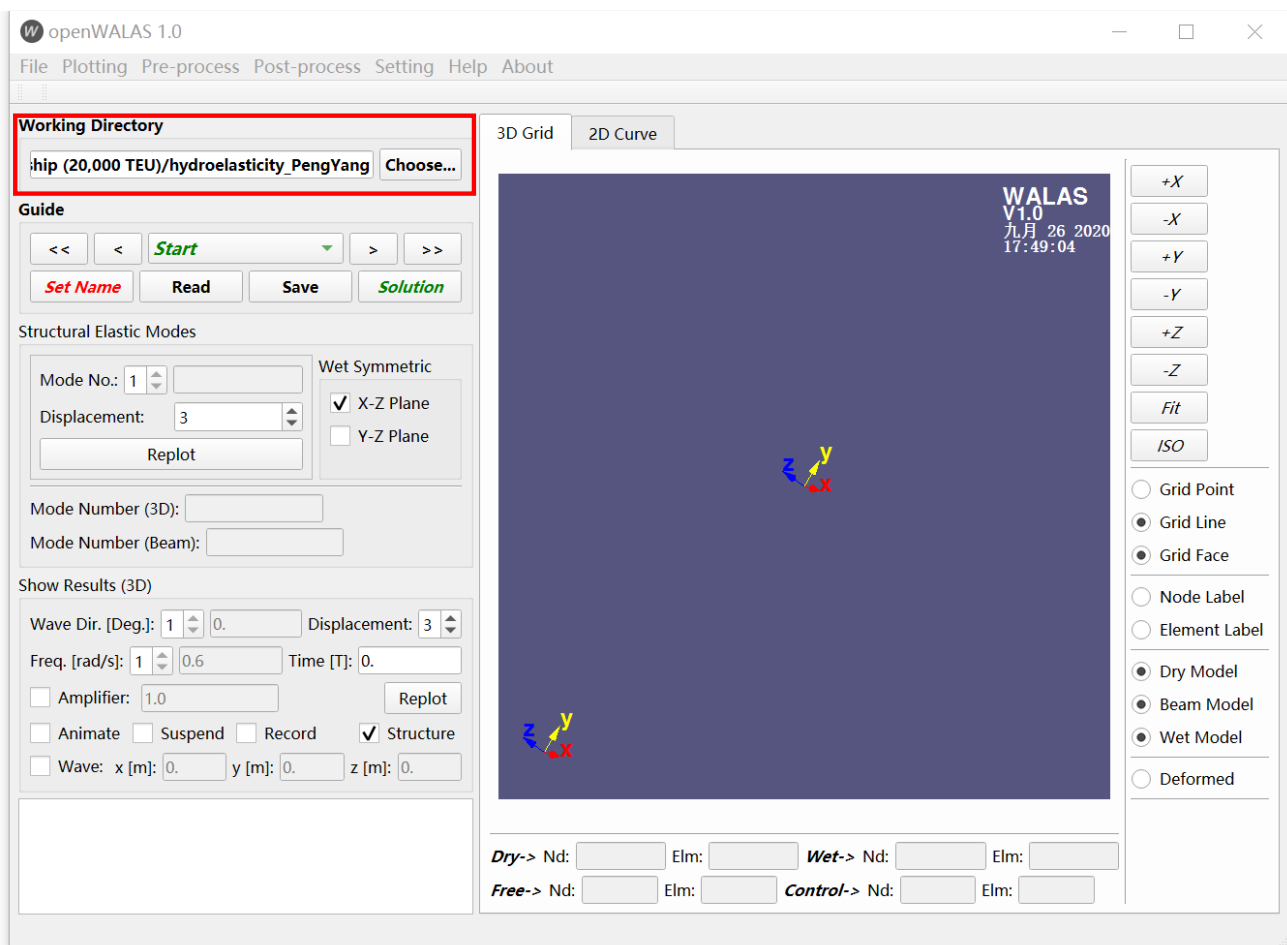 openWALAS 1.0
File Plotting Pre-process Post-process Setting Help About
Working Directory
ship (20,000 TEU)/hydroelasticity_PengYang Choose...
Guide
<< < Start > >>
Set Name Read Save Solution
Structural Elastic Modes
Mode No.: 1
Displacement: 3
Replot
Wet Symmetric
X-Z Plane
Y-Z Plane
Mode Number (3D):
Mode Number (Beam):
Show Results (3D)
Wave Dir. [Deg.]: 1 0. Displacement: 3
Freq. [rad/s]: 1 0.6 Time [T]: 0.
Amplifier: 1.0 Replot
Animate Suspend Record Structure
Wave: x [m]: 0. y [m]: 0. z [m]: 0.
3D Grid 2D Curve
WALAS
V1.0
九月 26 2020
17:49:04
z y x
z y x
Dry-> Nd: Elm: Wet-> Nd: Elm:
Free-> Nd: Elm: Control-> Nd: Elm:
+X
-X
+Y
-Y
+Z
-Z
Fit
ISO
Grid Point
Grid Line
Grid Face
Node Label
Element Label
Dry Model
Beam Model
Wet Model
Deformed